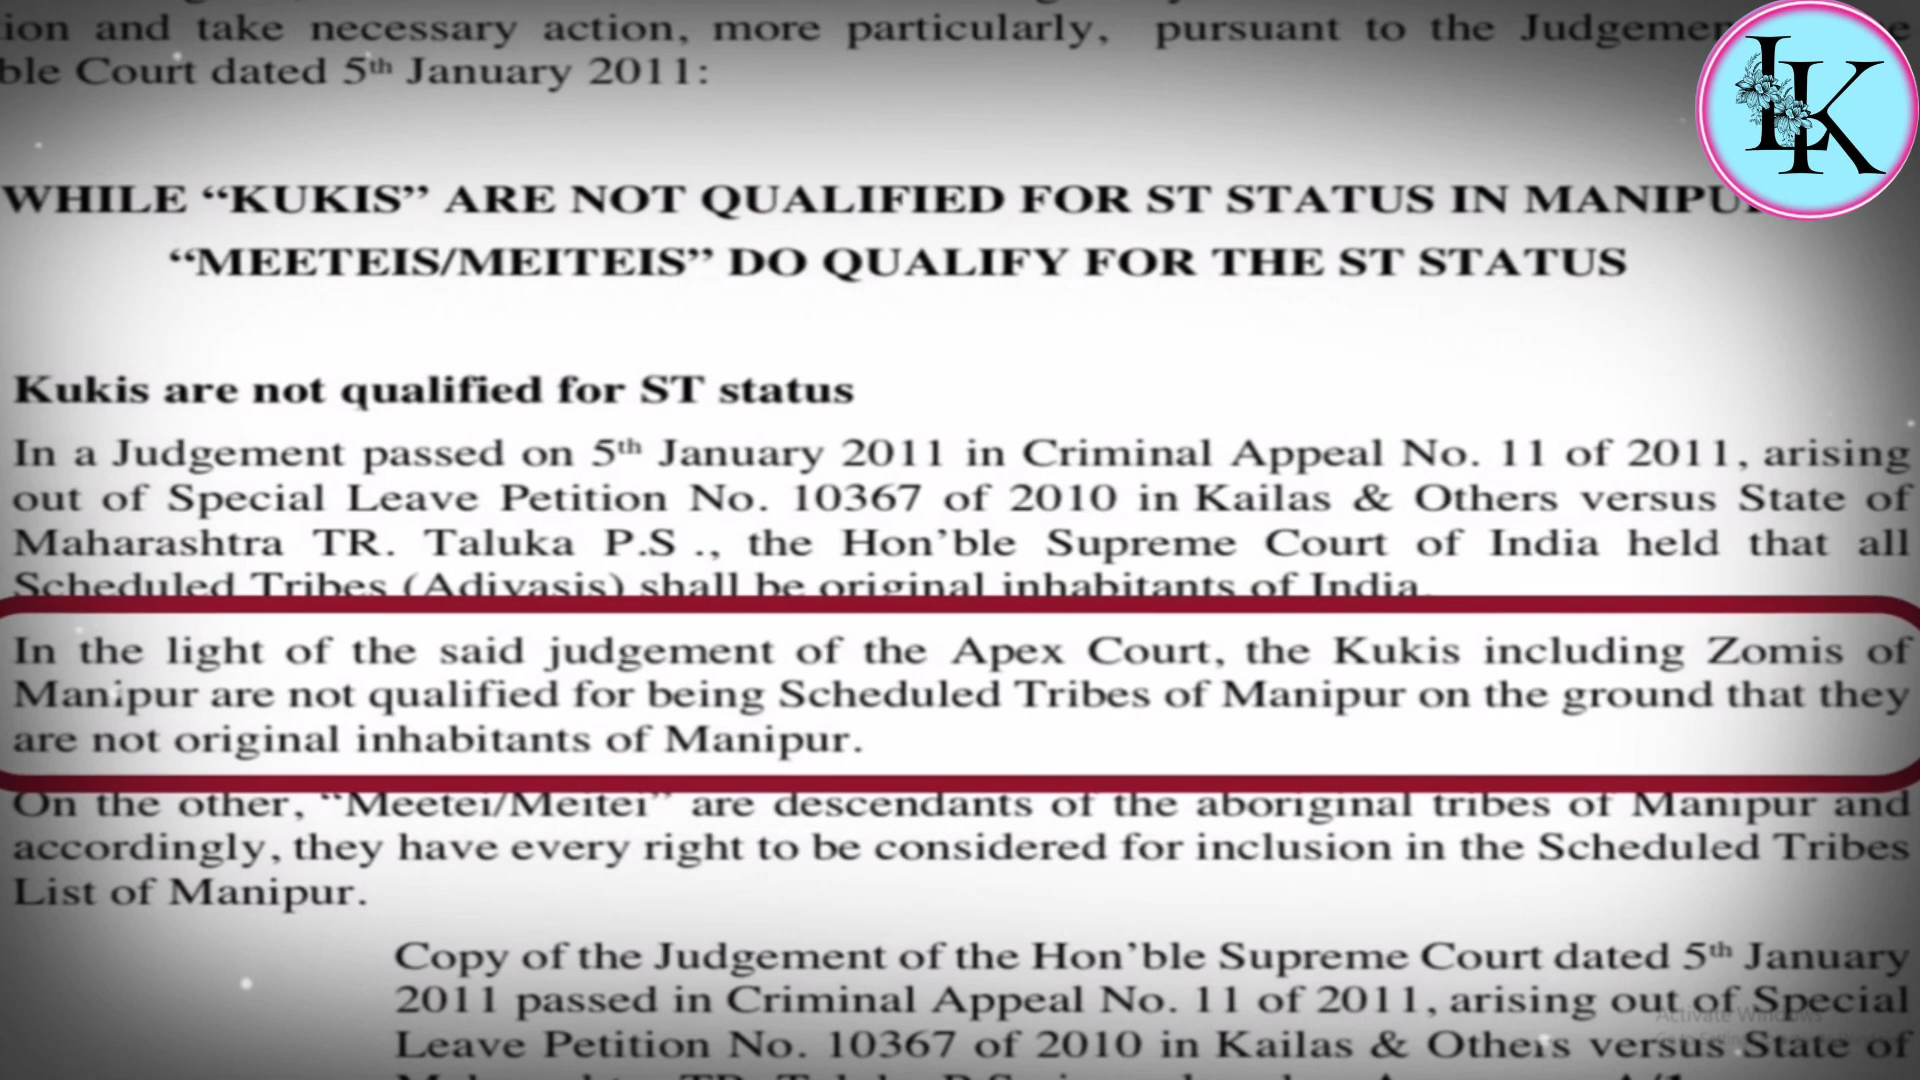 ion and take necessary action, more particularly, pursuant to the
ble Court dated 5th January 2011:
LK
WHILE “KUKIS” ARE NOT QUALIFIED FOR ST STATUS IN
“MEETEIS/MEITEIS” DO QUALIFY FOR THE ST STATUS
Kukis are not qualified for ST status
In a Judgement passed on 5th January 2011 in Criminal Appeal No. 11 of 2011, arising
out of Special Leave Petition No. 10367 of 2010 in Kailas & Others versus State of
Maharashtra TR. Taluka P.S ., the Hon’ble Supreme Court of India held that all
Scheduled Tribes (Adivasis) shall be original inhabitants of India.
In the light of the said judgement of the Apex Court, the Kukis including Zomis of
Manipur are not qualified for being Scheduled Tribes of Manipur on the ground that they
are not original inhabitants of Manipur.
On the other, “Meetei/Meitei” are descendants of the aboriginal tribes of Manipur and
accordingly, they have every right to be considered for inclusion in the Scheduled Tribes
List of Manipur.
Copy of the Judgement of the Hon’ble Supreme Court dated 5th January
2011 passed in Criminal Appeal No. 11 of 2011, arising out of Special
Activate Windows
Leave Petition No. 10367 of 2010 in Kailas & Others versus State of